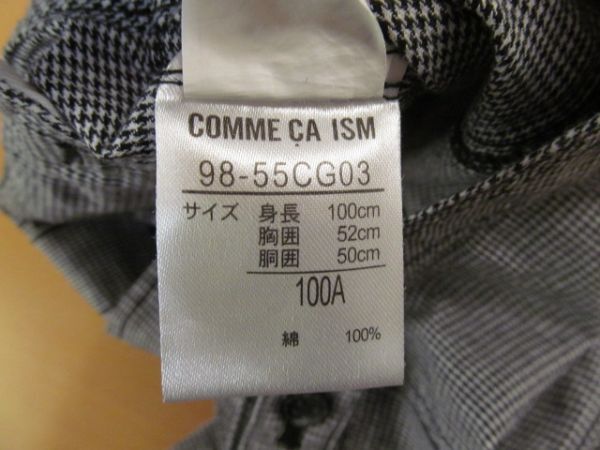 COMME ÇA ISM
98-55CG03
サイズ 身長 100cm
胸囲 52cm
胴囲 50cm
100A
綿 100%